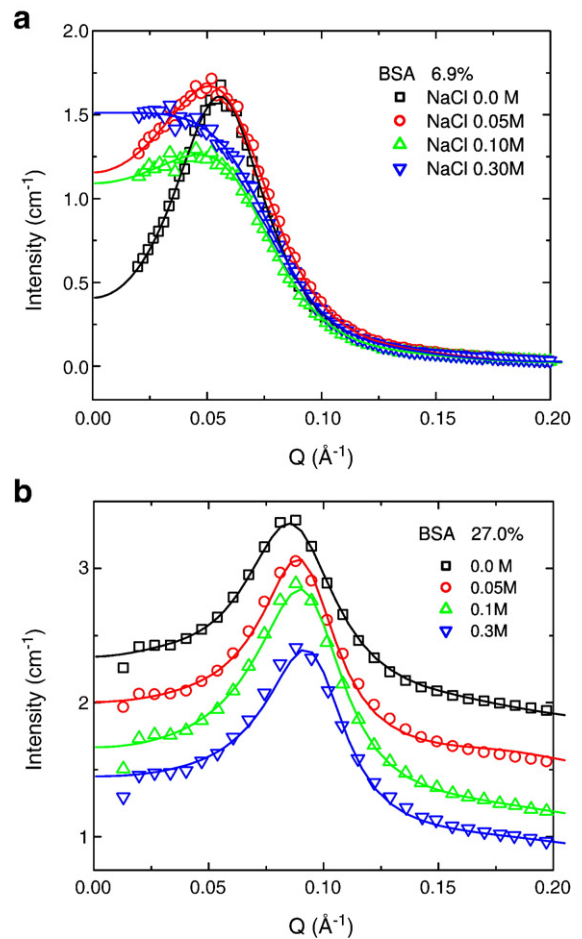 a
2.0
1.5
1.0
0.5
0.0
Intensity (cm⁻¹)
BSA 6.9%
NaCl 0.0 M
NaCl 0.05M
NaCl 0.10M
NaCl 0.30M
0.00 0.05 0.10 0.15 0.20
Q (Å⁻¹)
b
3
2
1
Intensity (cm⁻¹)
BSA 27.0%
0.0 M
0.05M
0.1M
0.3M
0.00 0.05 0.10 0.15 0.20
Q (Å⁻¹)